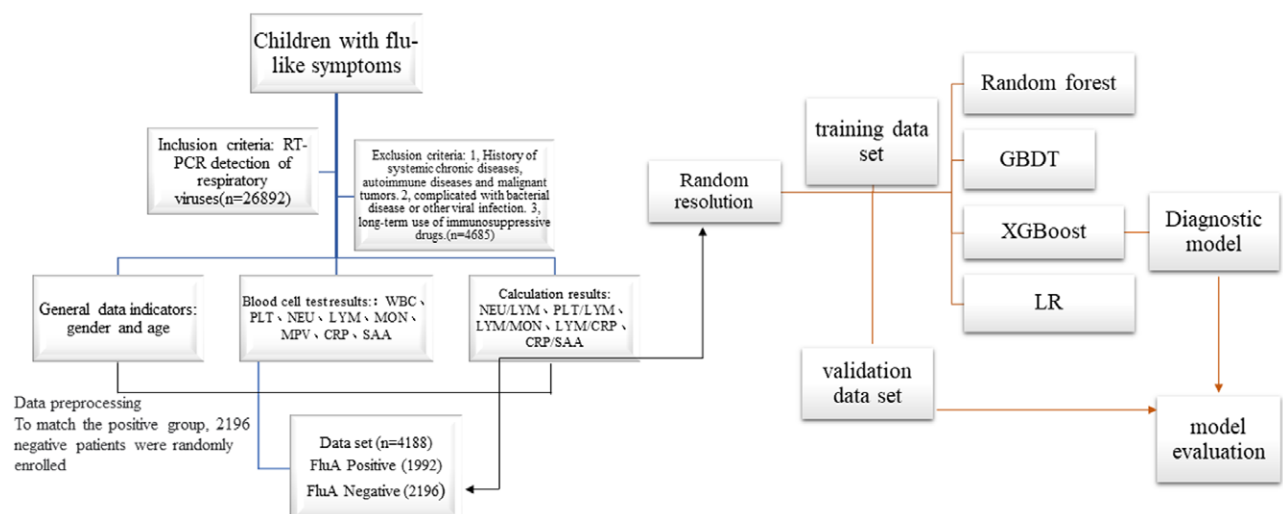 Children with flu-
like symptoms
Inclusion criteria: RT-
PCR detection of
respiratory
viruses(n=26892)
Exclusion criteria: 1, History of
systemic chronic diseases,
autoimmune diseases and malignant
tumors. 2, complicated with bacterial
disease or other viral infection. 3,
long-term use of immunosuppressive
drugs.(n=4685)
General data indicators:
gender and age
Blood cell test results:: WBC、
PLT、NEU、LYM、MON、
MPV、CRP、SAA
Calculation results:
NEU/LYM、PLT/LYM、
LYM/MON、LYM/CRP、
CRP/SAA
Data preprocessing
To match the positive group, 2196
negative patients were randomly
enrolled
Data set (n=4188)
FluA Positive (1992)
FluA Negative (2196)
Random
resolution
training data
set
validation
data set
Random forest
GBDT
XGBoost
LR
Diagnostic
model
model
evaluation